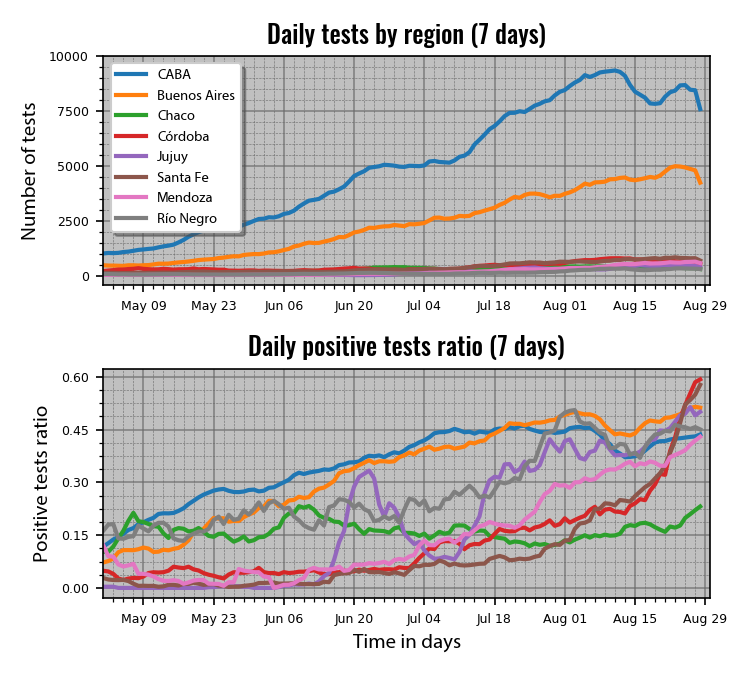 Daily tests by region (7 days)
Number of tests
10000
7500
5000
2500
0
CABA
Buenos Aires
Chaco
Córdoba
Jujuy
Santa Fe
Mendoza
Río Negro
May 09 May 23 Jun 06 Jun 20 Jul 04 Jul 18 Aug 01 Aug 15 Aug 29
Daily positive tests ratio (7 days)
Positive tests ratio
0.60
0.45
0.30
0.15
0.00
May 09 May 23 Jun 06 Jun 20 Jul 04 Jul 18 Aug 01 Aug 15 Aug 29
Time in days